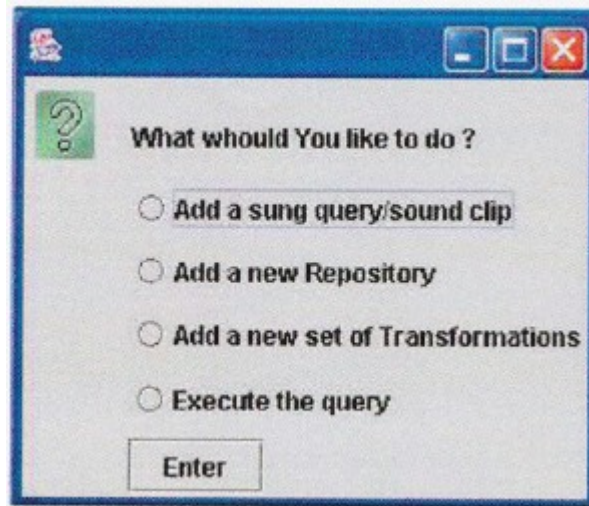 What whould You like to do ?
Add a sung query/sound clip
Add a new Repository
Add a new set of Transformations
Execute the query
Enter